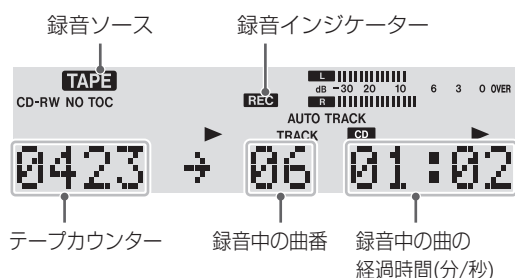 録音ソース 録音インジケーター
TAPE L
dB -30 20 10 6 3 0 OVER
CD-RW NO TOC REC R
AUTO TRACK
TRACK CD
0423 → 06 01:02
テープカウンター 録音中の曲番 録音中の曲の
経過時間(分/秒)